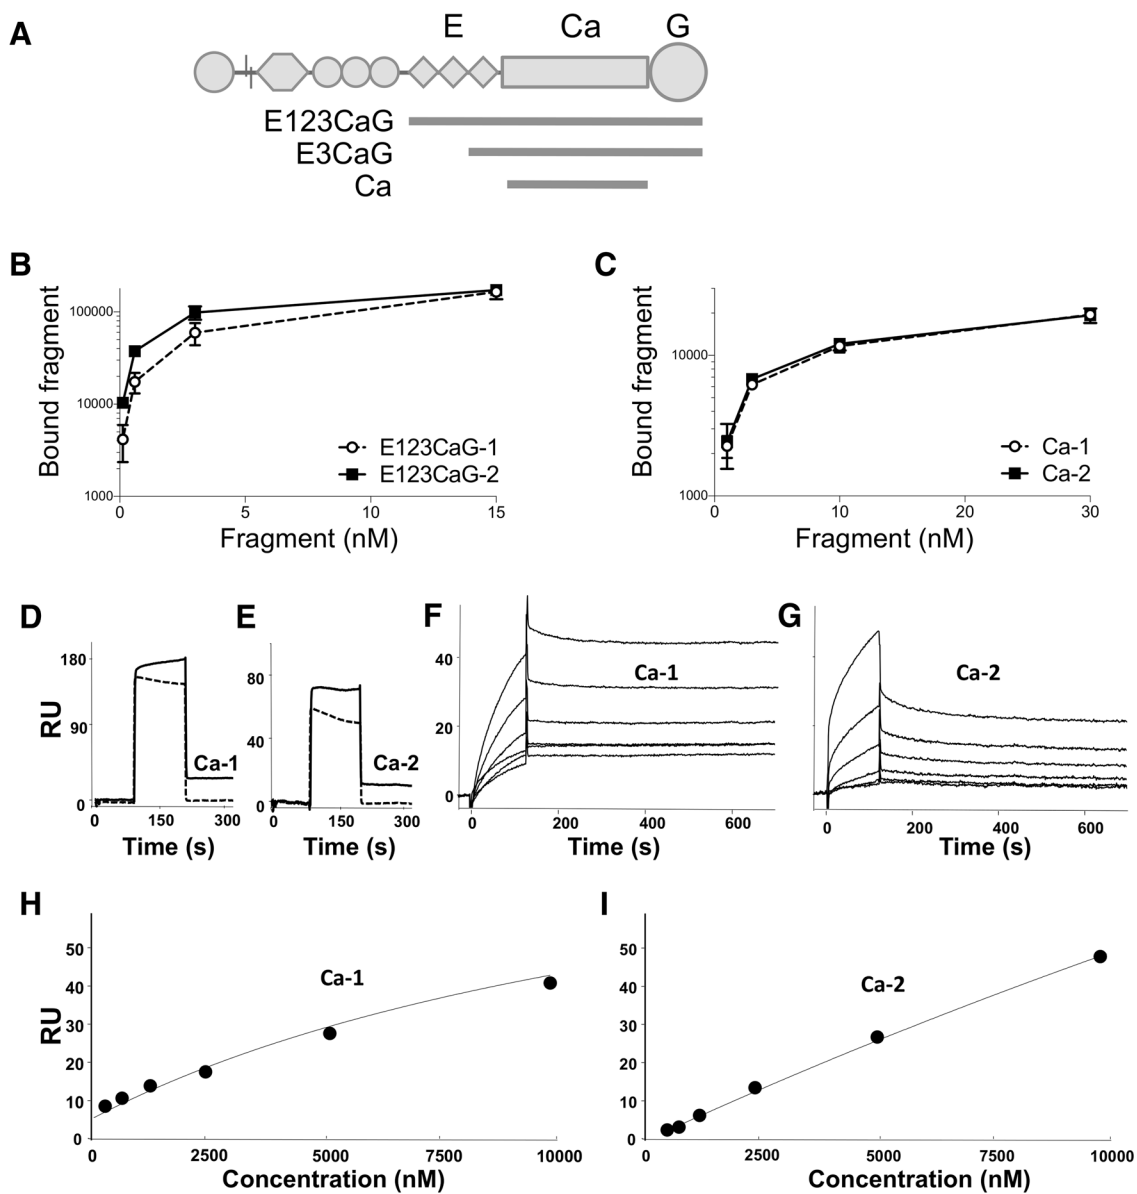 A
E Ca G
E123CaG
E3CaG
Ca
B
Bound fragment
100000
10000
1000
0 5 10 15
Fragment (nM)
E123CaG-1
E123CaG-2
C
Bound fragment
10000
1000
0 10 20 30
Fragment (nM)
Ca-1
Ca-2
D
RU
180
90
0
0 150 300
Time (s)
Ca-1
E
80
40
0
0 150 300
Time (s)
Ca-2
F
40
20
0
0 200 400 600
Time (s)
Ca-1
G
0 200 400 600
Time (s)
Ca-2
H
RU
50
40
30
20
10
0
0 2500 5000 7500 10000
Concentration (nM)
Ca-1
I
50
40
30
20
10
0
0 2500 5000 7500 10000
Concentration (nM)
Ca-2